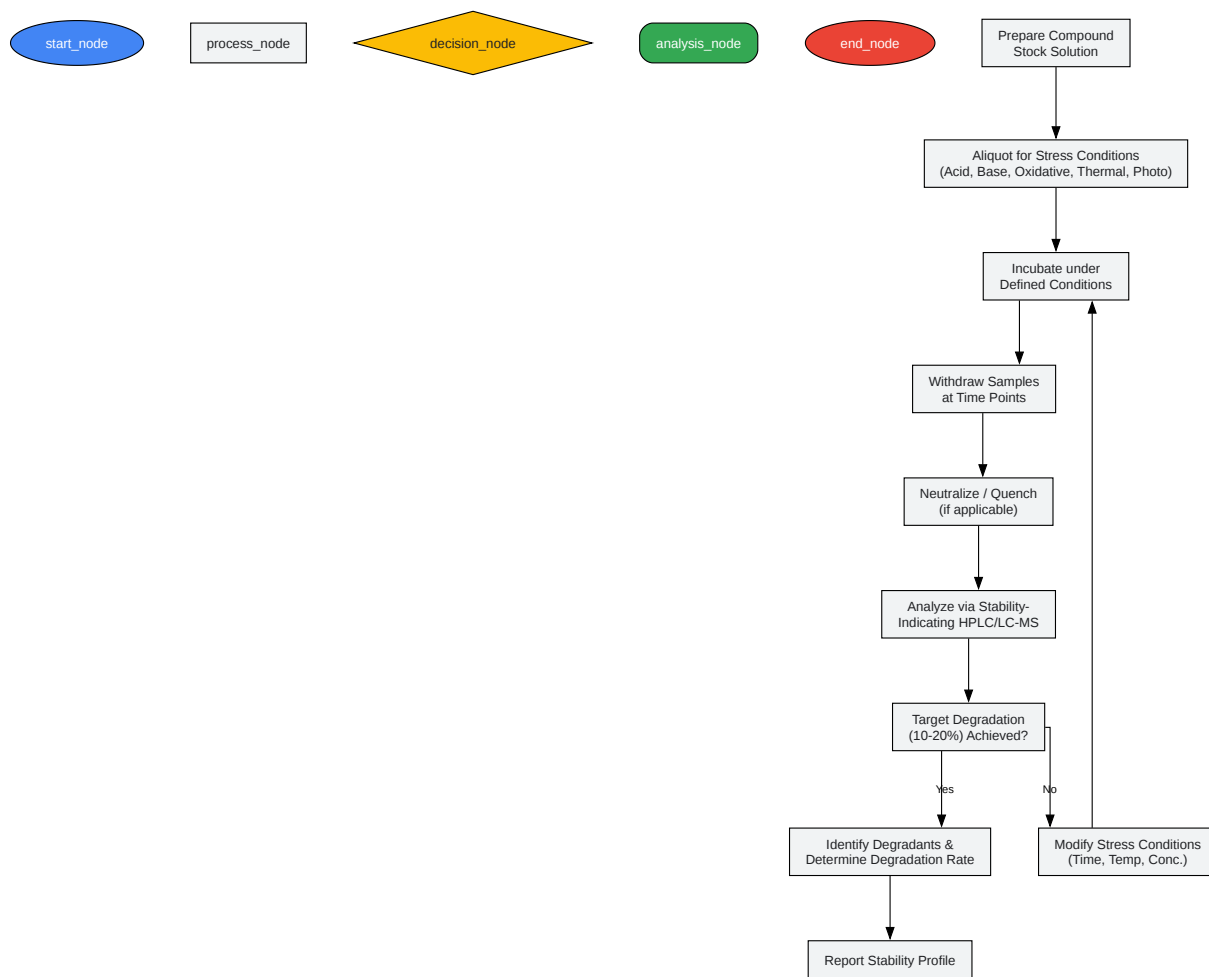 start_node
process_node
decision_node
analysis_node
end_node
Prepare Compound
Stock Solution
Aliquot for Stress Conditions
(Acid, Base, Oxidative, Thermal, Photo)
Incubate under
Defined Conditions
Withdraw Samples
at Time Points
Neutralize / Quench
(if applicable)
Analyze via Stability-
Indicating HPLC/LC-MS
Target Degradation
(10-20%) Achieved?
Yes
No
Identify Degradants &
Determine Degradation Rate
Modify Stress Conditions
(Time, Temp, Conc.)
Report Stability Profile